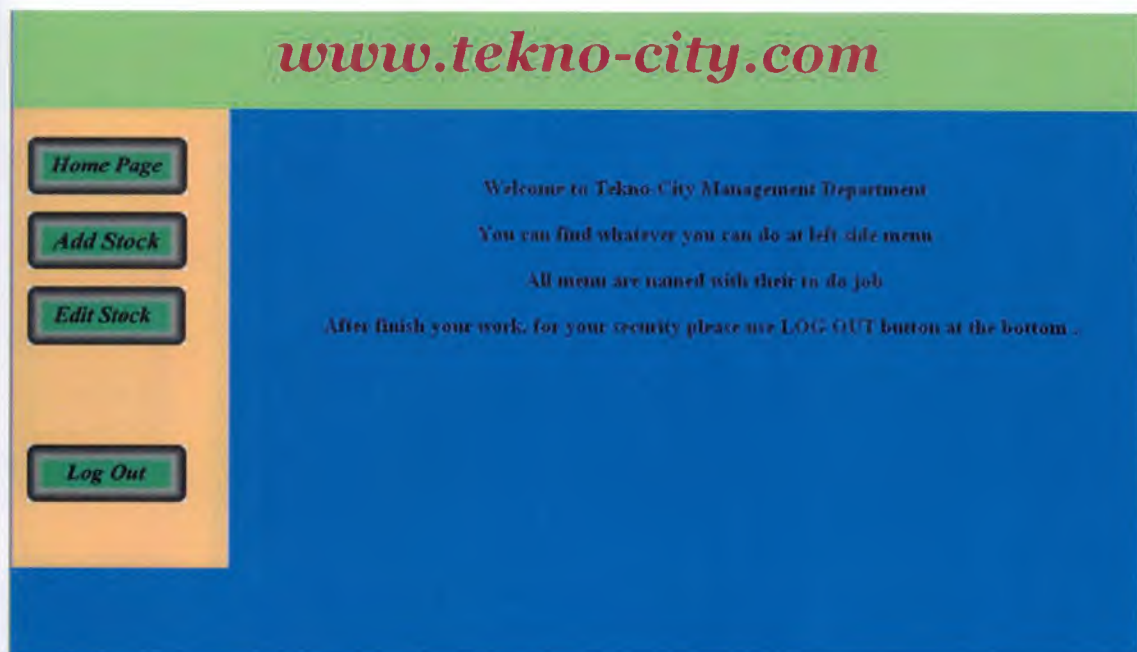 www.tekno-city.com
Home Page
Add Stock
Edit Stock
Log Out
Welcome to Tekno-City Management Department
You can find whatever you can do at left side menu
All menu are named with their to do job
After finish your work, for your security please use LOG OUT button at the bottom .